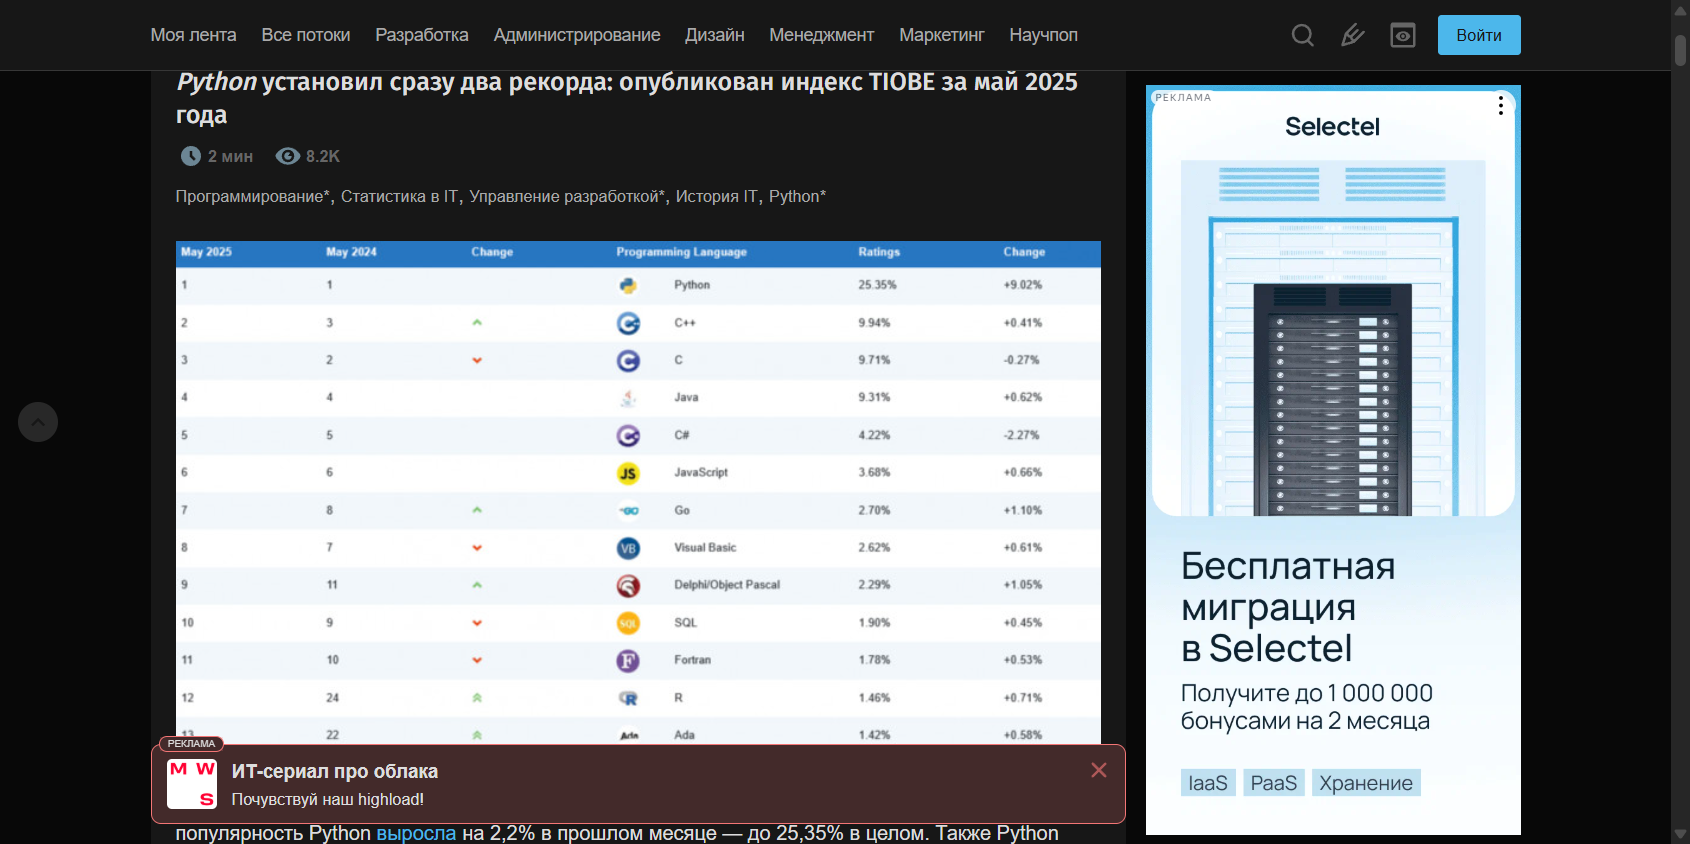 Моя лента Все потоки Разработка Администрирование Дизайн Менеджмент Маркетинг Научпоп Войти
Python установил сразу два рекорда: опубликован индекс TIOBE за май 2025
года
2 мин 8.2K
Программирование*, Статистика в IT, Управление разработкой*, История IT, Python*
May 2025 May 2024 Change Programming Language Ratings Change
1 1 Python 25.35% +9.02%
2 3 C++ 9.94% +0.41%
3 2 C 9.71% -0.27%
4 4 Java 9.31% +0.62%
5 5 C# 4.22% -2.27%
6 6 JS JavaScript 3.68% +0.66%
7 8 GO Go 2.70% +1.10%
8 7 VB Visual Basic 2.62% +0.61%
9 11 Delphi/Object Pascal 2.29% +1.05%
10 9 SQL SQL 1.90% +0.45%
11 10 F Fortran 1.78% +0.53%
12 24 R R 1.46% +0.71%
13 22 Ada Ada 1.42% +0.58%
РЕКЛАМА
MWS
ИТ-сериал про облака
Почувствуй наш highload!
популярность Python выросла на 2,2% в прошлом месяце — до 25,35% в целом. Также Python
РЕКЛАМА
Selectel
Бесплатная
миграция
в Selectel
Получите до 1 000 000
бонусами на 2 месяца
IaaS PaaS Хранение